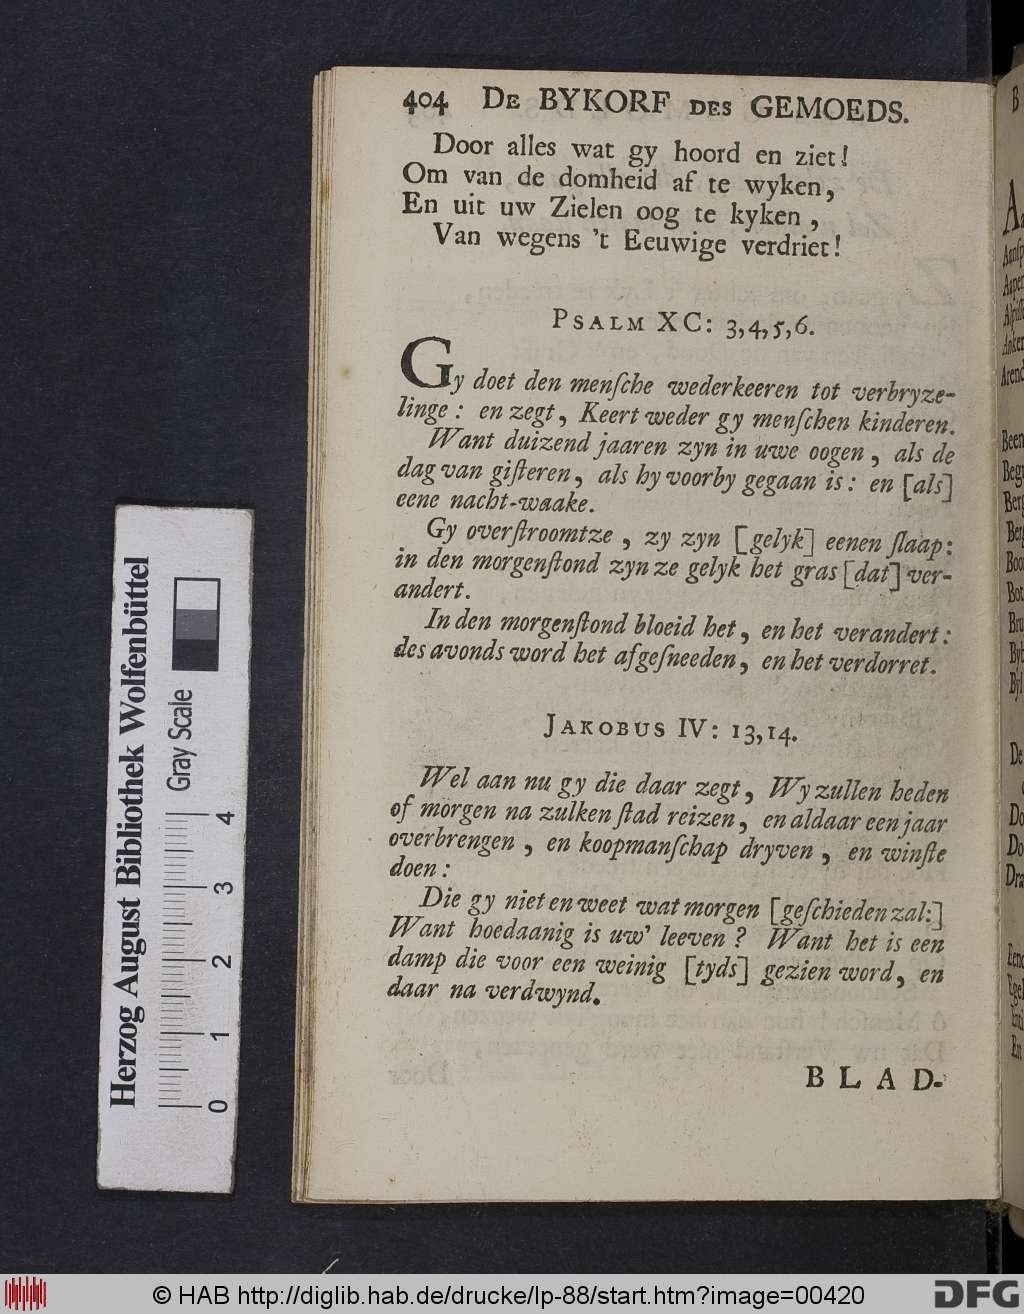 404 De BYKORF des GEMOEDS.
Door alles wat gy hoord en ziet!
Om van de domheid af te wyken,
En uit uw Zielen oog te kyken,
Van wegens 't Eeuwige verdriet!
Psalm XC: 3,4,5,6.
Gy doet den menſche wederkeeren tot verbryze-
linge: en zegt, Keert weder gy menſchen kinderen.
Want duizend jaaren zyn in uwe oogen, als de
dag van giſteren, als hy voorby gegaan is: en [als]
eene nacht-waake.
Gy overſtroomtze, zy zyn [gelyk] eenen ſlaap:
in den morgenſtond zyn ze gelyk het gras [dat] ver-
andert.
In den morgenſtond bloeid het, en het verandert:
des avonds word het afgeſneeden, en het verdorret.
Jakobus IV: 13,14.
Wel aan nu gy die daar zegt, Wy zullen heden
of morgen na zulken ſtad reizen, en aldaar een jaar
overbrengen, en koopmanſchap dryven, en winſte
doen:
Die gy niet en weet wat morgen [geſchieden zal:]
Want hoedaanig is uw' leeven? Want het is een
damp die voor een weinig [tyds] gezien word, en
daar na verdwynd.
BLAD-
Herzog August Bibliothek Wolfenbüttel
Gray Scale
0 1 2 3 4
B
De
© HAB http://diglib.hab.de/drucke/lp-88/start.htm?image=00420
DFG